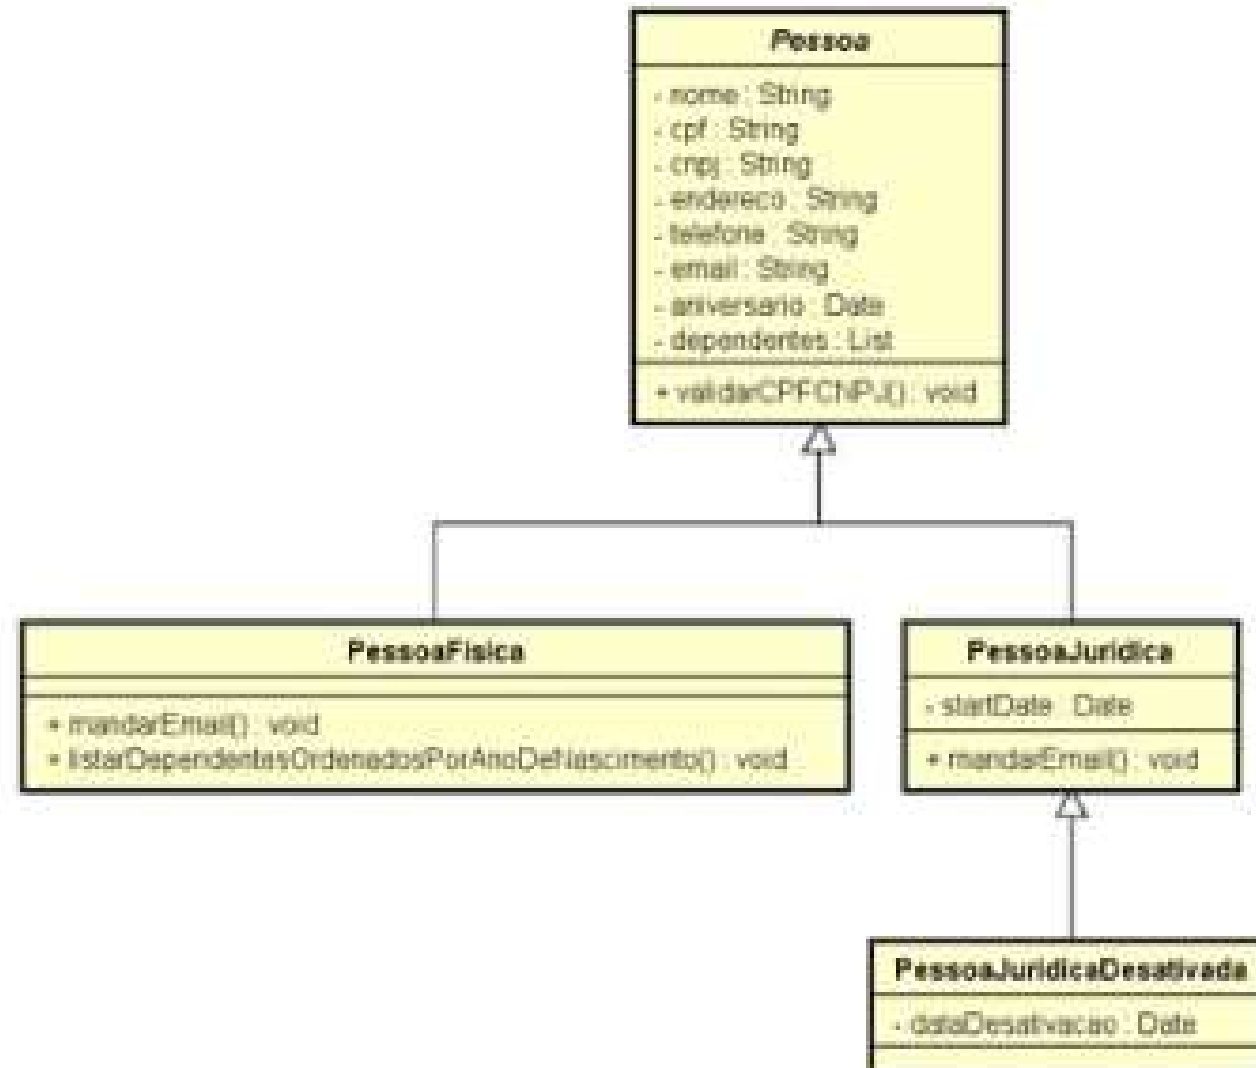 Pessoa
- nome : String
- cpf : String
- cnpj : String
- endereco : String
- telefone : String
- email : String
- aniversario : Date
- dependentes : List
+ validarCPFCNPJ() : void
PessoaFisica
+ mandarEmail() : void
+ listarDependentesOrdenadosPorAnoDeNascimento() : void
PessoaJuridica
- startDate : Date
+ mandarEmail() : void
PessoaJuridicaDesativada
- dataDesativacao : Date